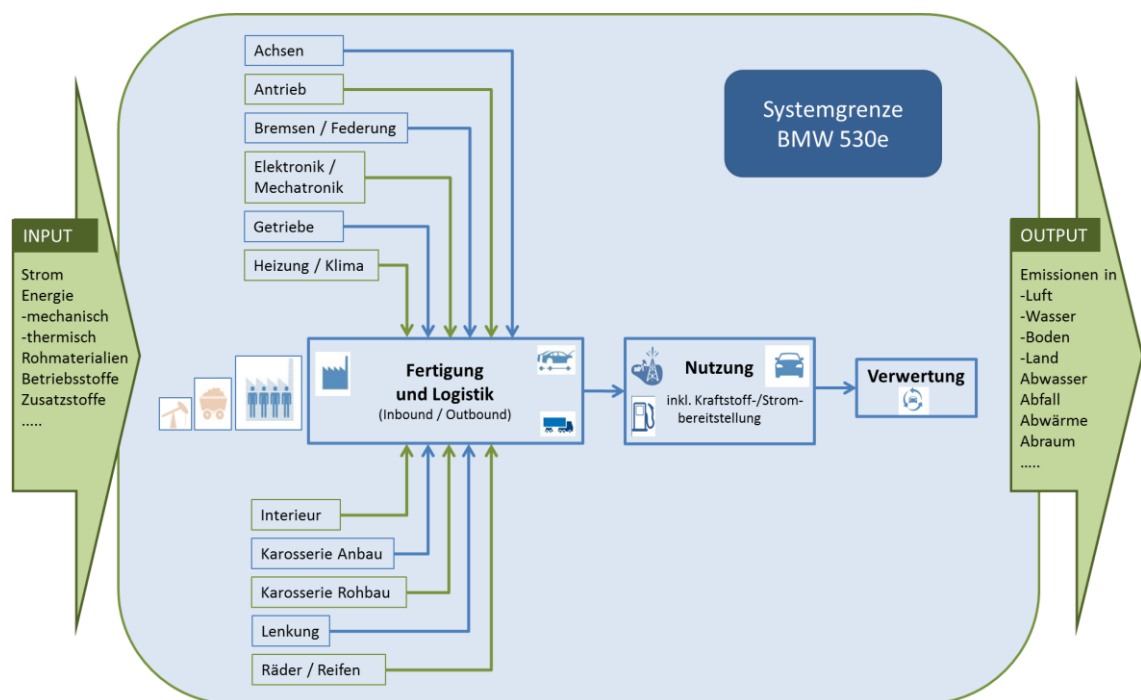 Systemgrenze
BMW 530e
Achsen
Antrieb
Bremsen / Federung
Elektronik /
Mechatronik
Getriebe
Heizung / Klima
INPUT
Strom
Energie
-mechanisch
-thermisch
Rohmaterialien
Betriebsstoffe
Zusatzstoffe
.....
Fertigung
und Logistik
(Inbound / Outbound)
Nutzung
inkl. Kraftstoff-/Strom-
bereitstellung
Verwertung
Interieur
Karosserie Anbau
Karosserie Rohbau
Lenkung
Räder / Reifen
OUTPUT
Emissionen in
-Luft
-Wasser
-Boden
-Land
Abwasser
Abfall
Abwärme
Abraum
.....